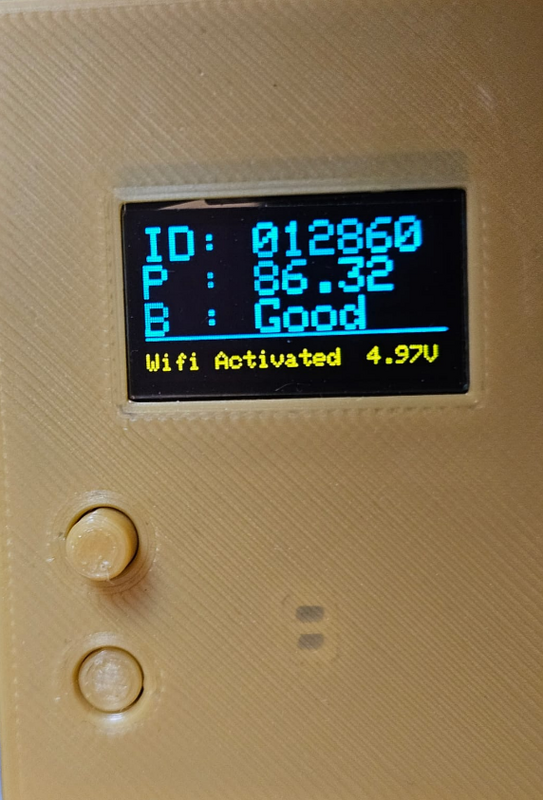 ID: 012860
P : 86.32
B : Good
Wifi Activated 4.97V